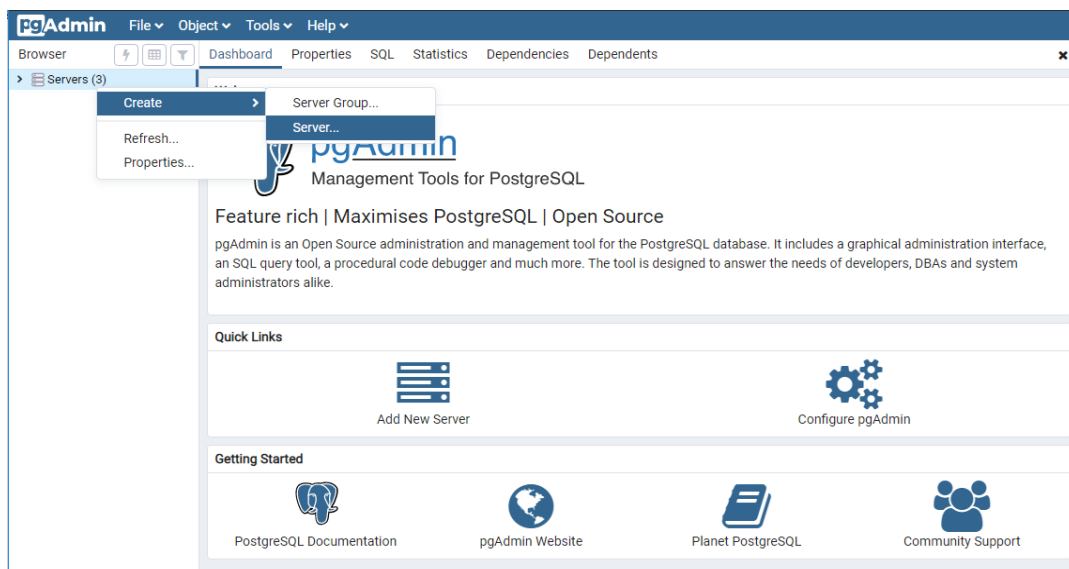 pgAdmin File Object Tools Help
Browser Dashboard Properties SQL Statistics Dependencies Dependents
Servers (3)
Create
Server Group...
Server...
Refresh...
Properties...
pgAdmin
Management Tools for PostgreSQL
Feature rich | Maximises PostgreSQL | Open Source
pgAdmin is an Open Source administration and management tool for the PostgreSQL database. It includes a graphical administration interface,
an SQL query tool, a procedural code debugger and much more. The tool is designed to answer the needs of developers, DBAs and system
administrators alike.
Quick Links
Add New Server
Configure pgAdmin
Getting Started
PostgreSQL Documentation
pgAdmin Website
Planet PostgreSQL
Community Support